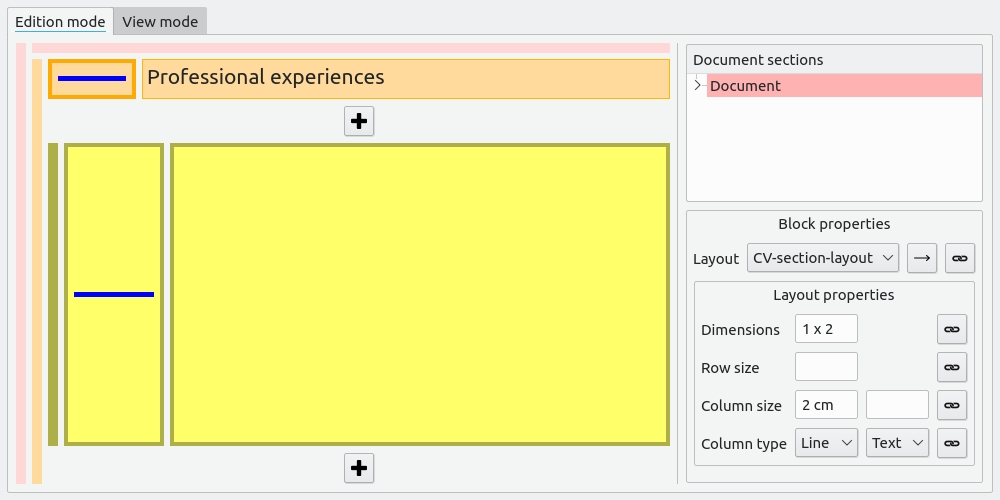 Edition mode
View mode
Professional experiences
Document sections
Document
Block properties
Layout
CV-section-layout
Layout properties
Dimensions
1 x 2
Row size
Column size
2 cm
Column type
Line
Text